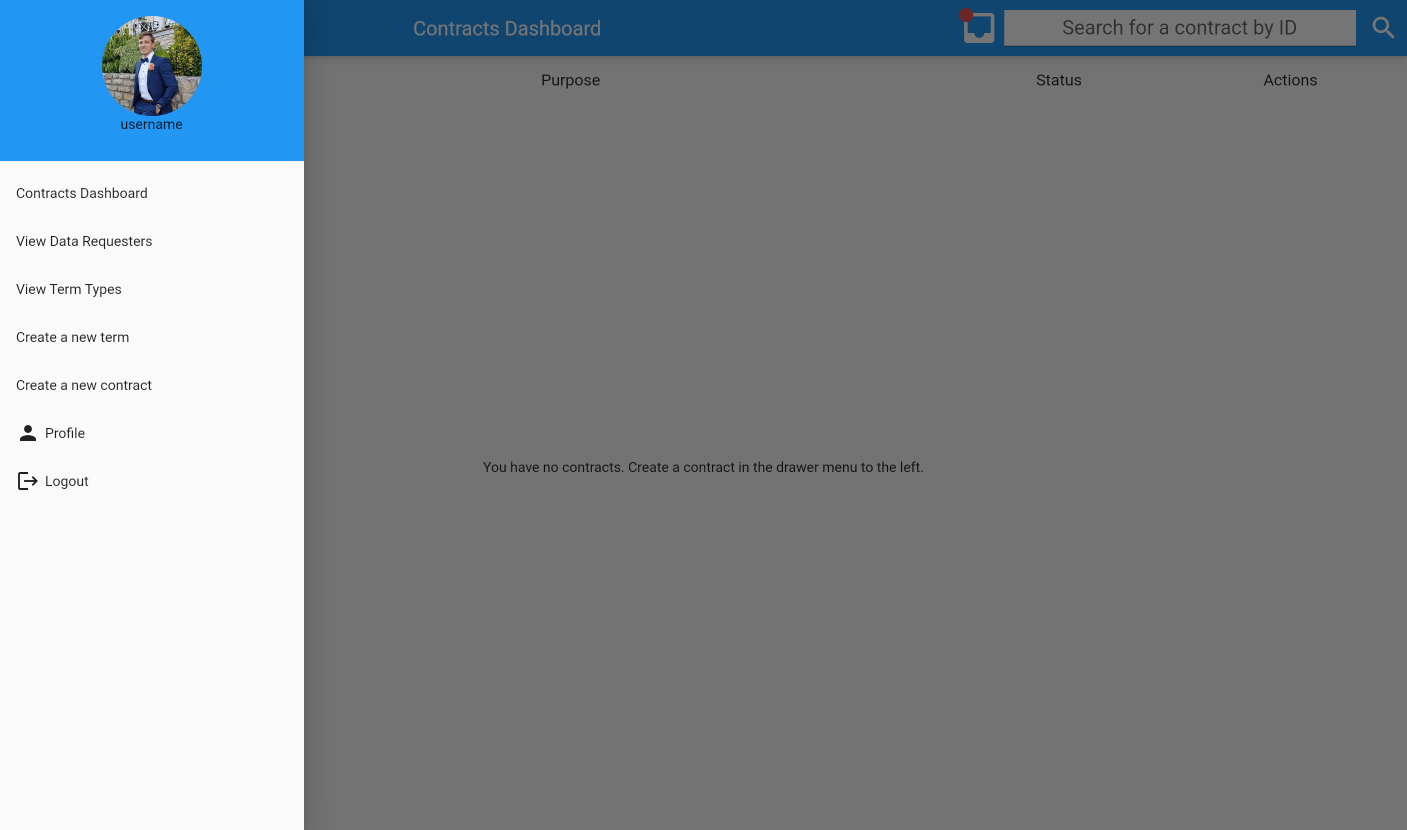 username
Contracts Dashboard
View Data Requesters
View Term Types
Create a new term
Create a new contract
Profile
Logout
Contracts Dashboard
Search for a contract by ID
Purpose
Status
Actions
You have no contracts. Create a contract in the drawer menu to the left.